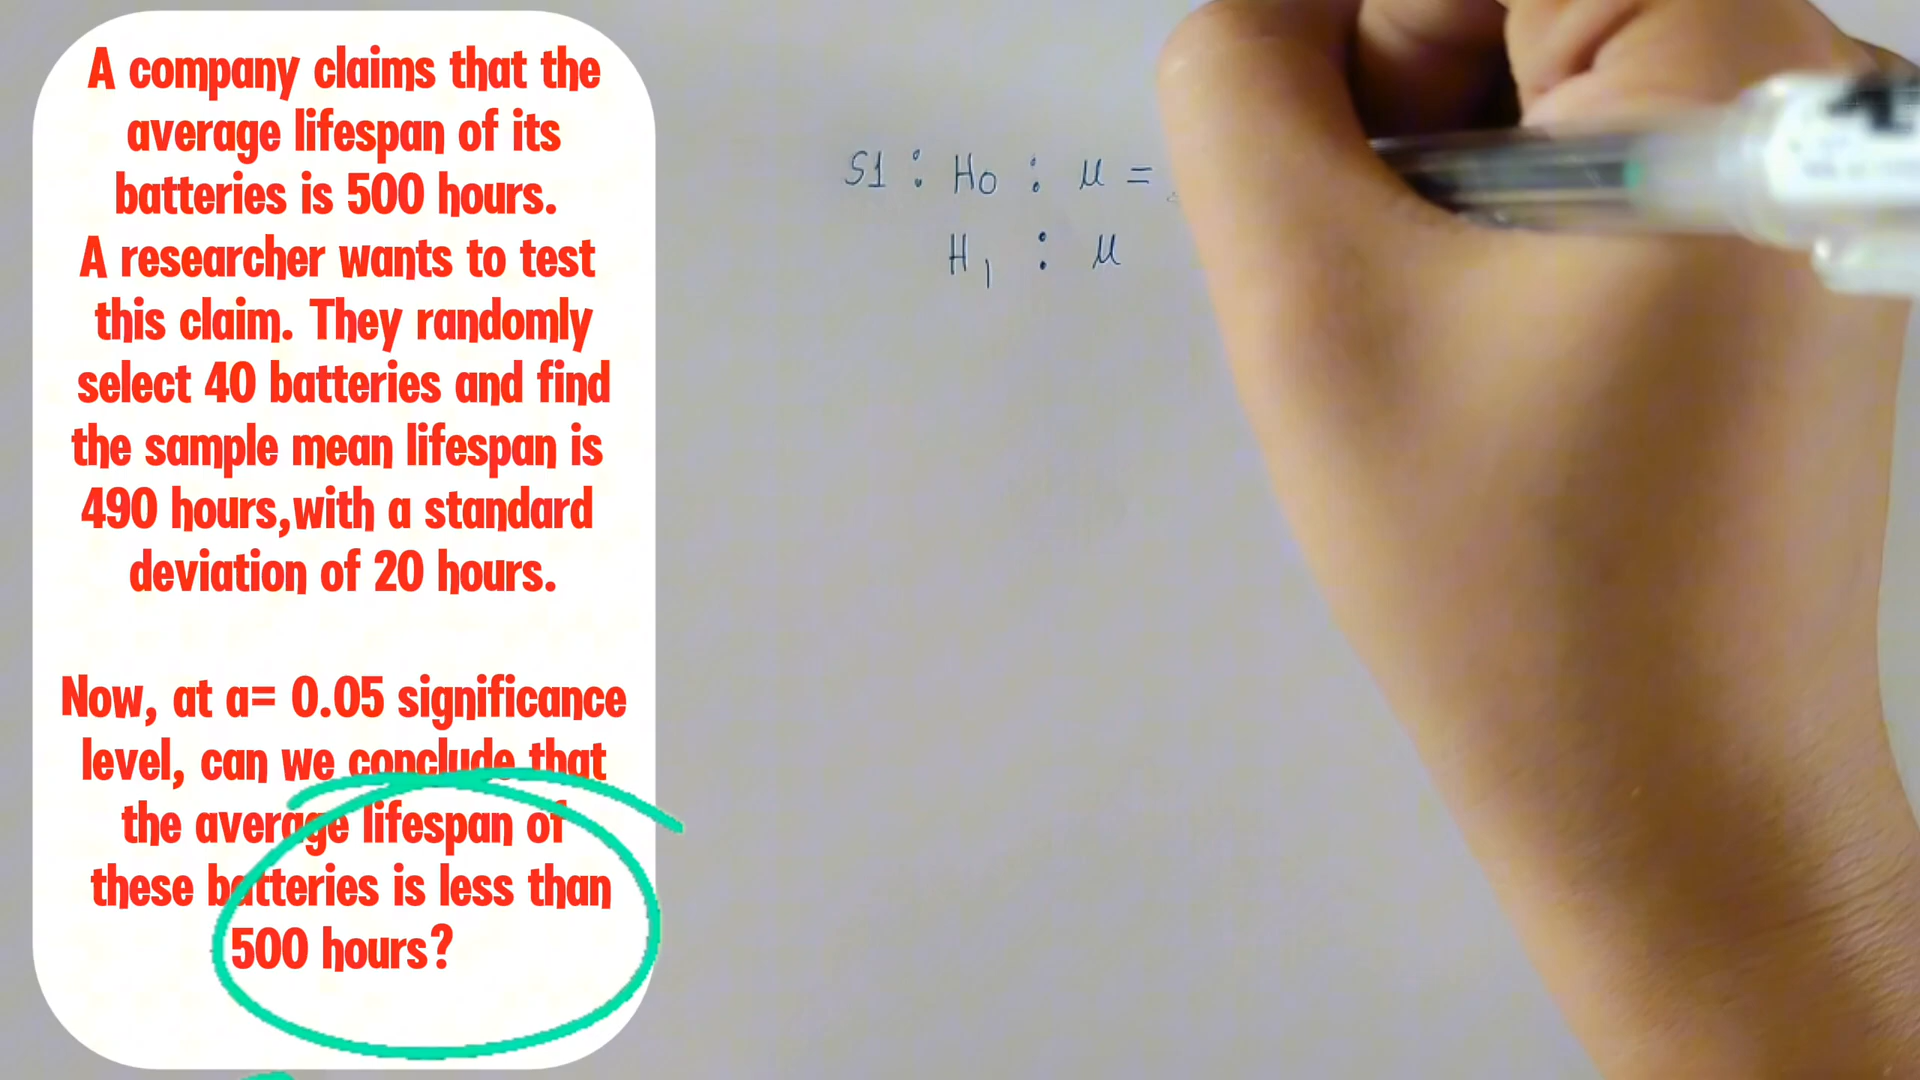 A company claims that the
average lifespan of its
batteries is 500 hours.
A researcher wants to test
this claim. They randomly
select 40 batteries and find
the sample mean lifespan is
490 hours,with a standard
deviation of 20 hours.
Now, at a= 0.05 significance
level, can we conclude that
the average lifespan of
these batteries is less than
500 hours?
S1 : Ho : μ =
H1 : μ